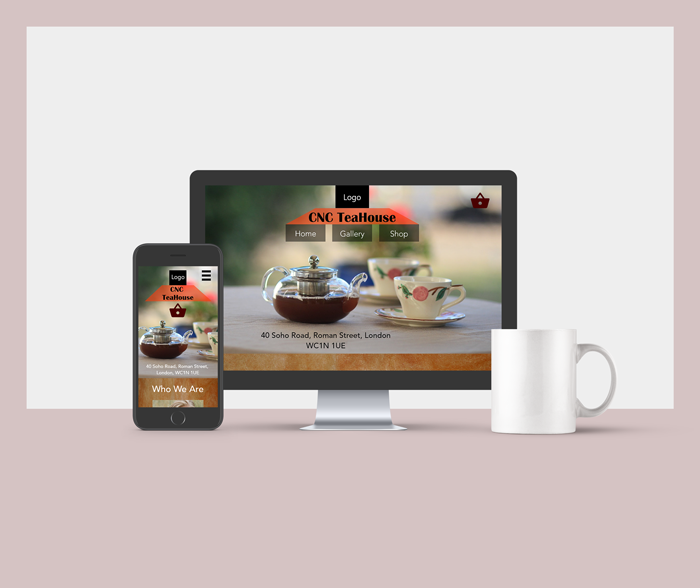 Logo
CNC TeaHouse
Home Gallery Shop
40 Soho Road, Roman Street, London
WC1N 1UE
Logo
CNC
TeaHouse
40 Soho Road, Roman Street,
London, WC1N 1UE
Who We Are